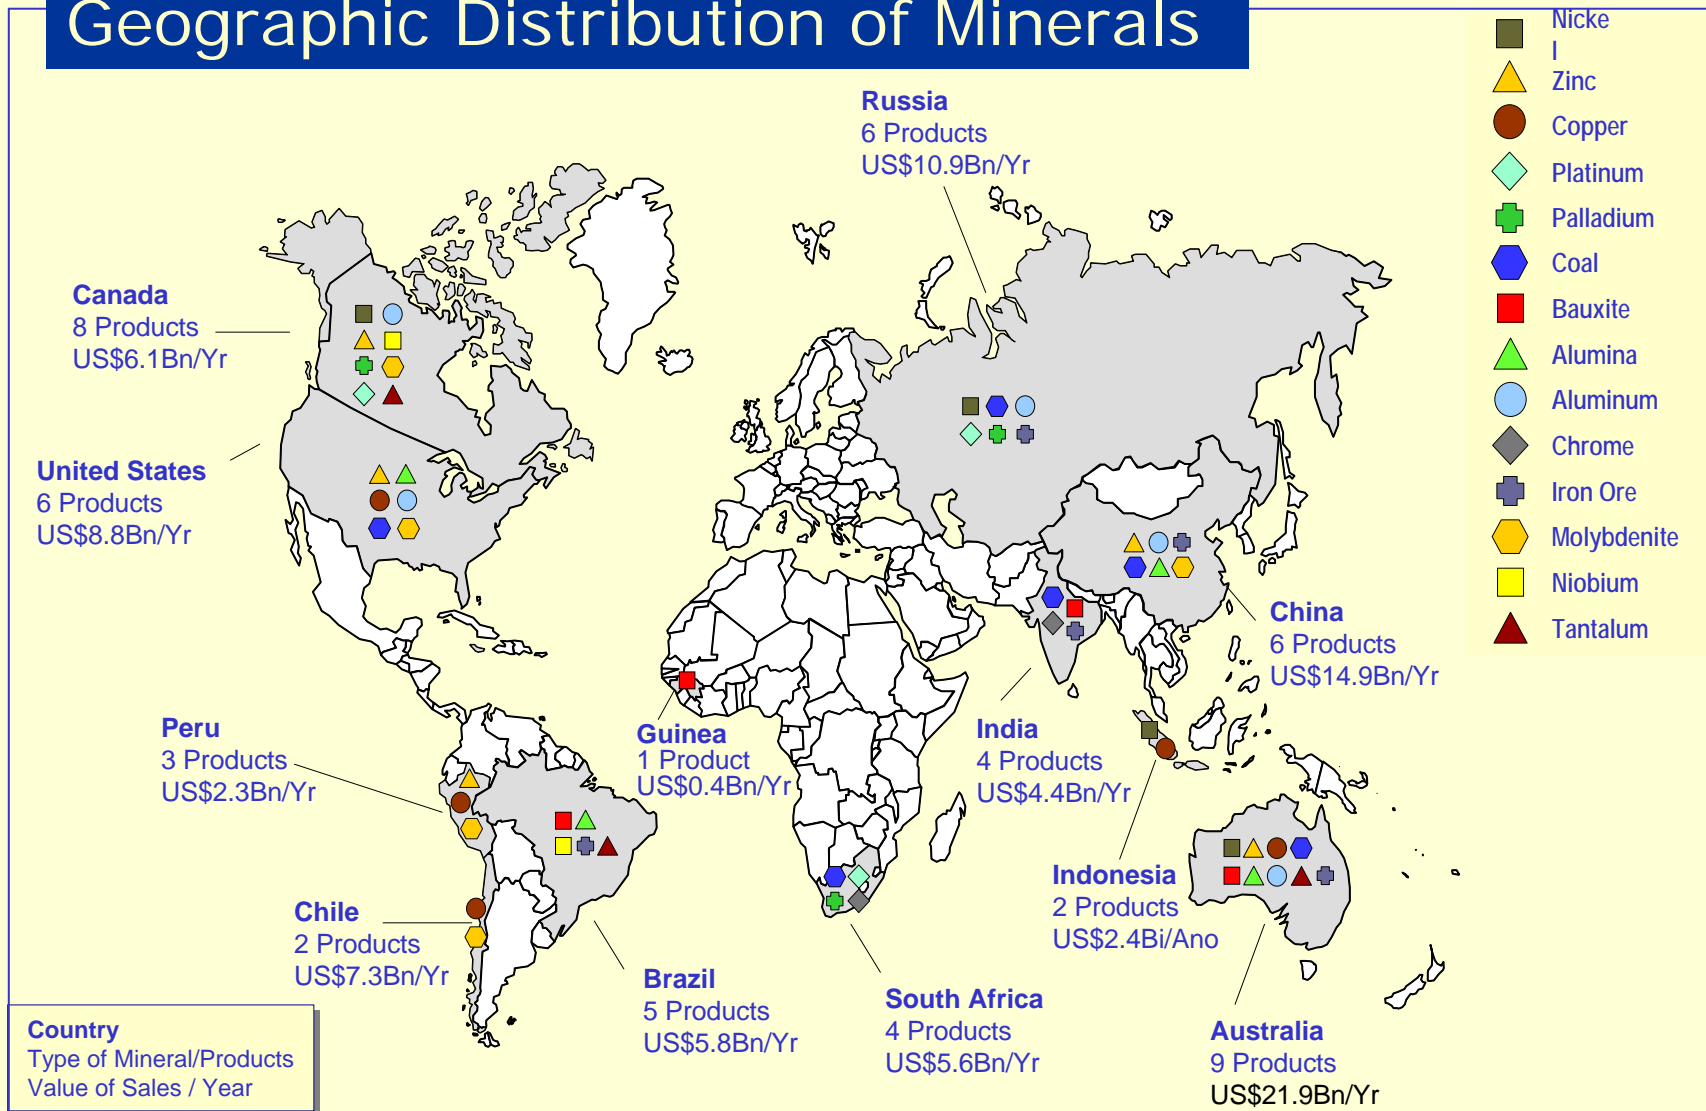 Geographic Distribution of Minerals
Nicke
l
Zinc
Copper
Platinum
Palladium
Coal
Bauxite
Alumina
Aluminum
Chrome
Iron Ore
Molybdenite
Niobium
Tantalum
Russia
6 Products
US$10.9Bn/Yr
Canada
8 Products
US$6.1Bn/Yr
United States
6 Products
US$8.8Bn/Yr
China
6 Products
US$14.9Bn/Yr
Peru
3 Products
US$2.3Bn/Yr
Guinea
1 Product
US$0.4Bn/Yr
India
4 Products
US$4.4Bn/Yr
Indonesia
2 Products
US$2.4Bi/Ano
Chile
2 Products
US$7.3Bn/Yr
Brazil
5 Products
US$5.8Bn/Yr
South Africa
4 Products
US$5.6Bn/Yr
Australia
9 Products
US$21.9Bn/Yr
Country
Type of Mineral/Products
Value of Sales / Year